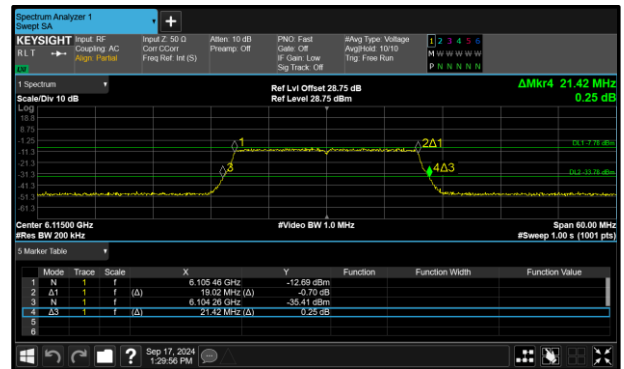 Spectrum Analyzer 1
Swept SA
KEYSIGHT Input: RF Input Z: 50 Ω Atten: 10 dB PNO: Fast #Avg Type: Voltage 1 2 3 4 5 6
RLT Coupling: AC Corr CCorr Preamp: Off Gate: Off Avg|Hold: 10/10 M W W W W W
Align: Partial Freq Ref: Int (S) IF Gain: Low Trig: Free Run
LXI Sig Track: Off P N N N N N
1 Spectrum Ref Lvl Offset 28.75 dB ΔMkr4 21.42 MHz
Scale/Div 10 dB Ref Level 28.75 dBm 0.25 dB
Log
18.8
8.75
-1.25 1 2Δ1 DL1 -7.78 dBm
-11.3
-21.3 3 4Δ3
-31.3 DL2 -33.78 dBm
-41.3
-51.3
-61.3
Center 6.11500 GHz #Video BW 1.0 MHz Span 60.00 MHz
#Res BW 200 kHz #Sweep 1.00 s (1001 pts)
5 Marker Table
Mode Trace Scale X Y Function Function Width Function Value
1 N 1 f 6.105 46 GHz -12.69 dBm
2 Δ1 1 f (Δ) 19.02 MHz (Δ) -0.70 dB
3 N 1 f 6.104 26 GHz -35.41 dBm
4 Δ3 1 f (Δ) 21.42 MHz (Δ) 0.25 dB
5
6
? Sep 17, 2024
1:29:56 PM